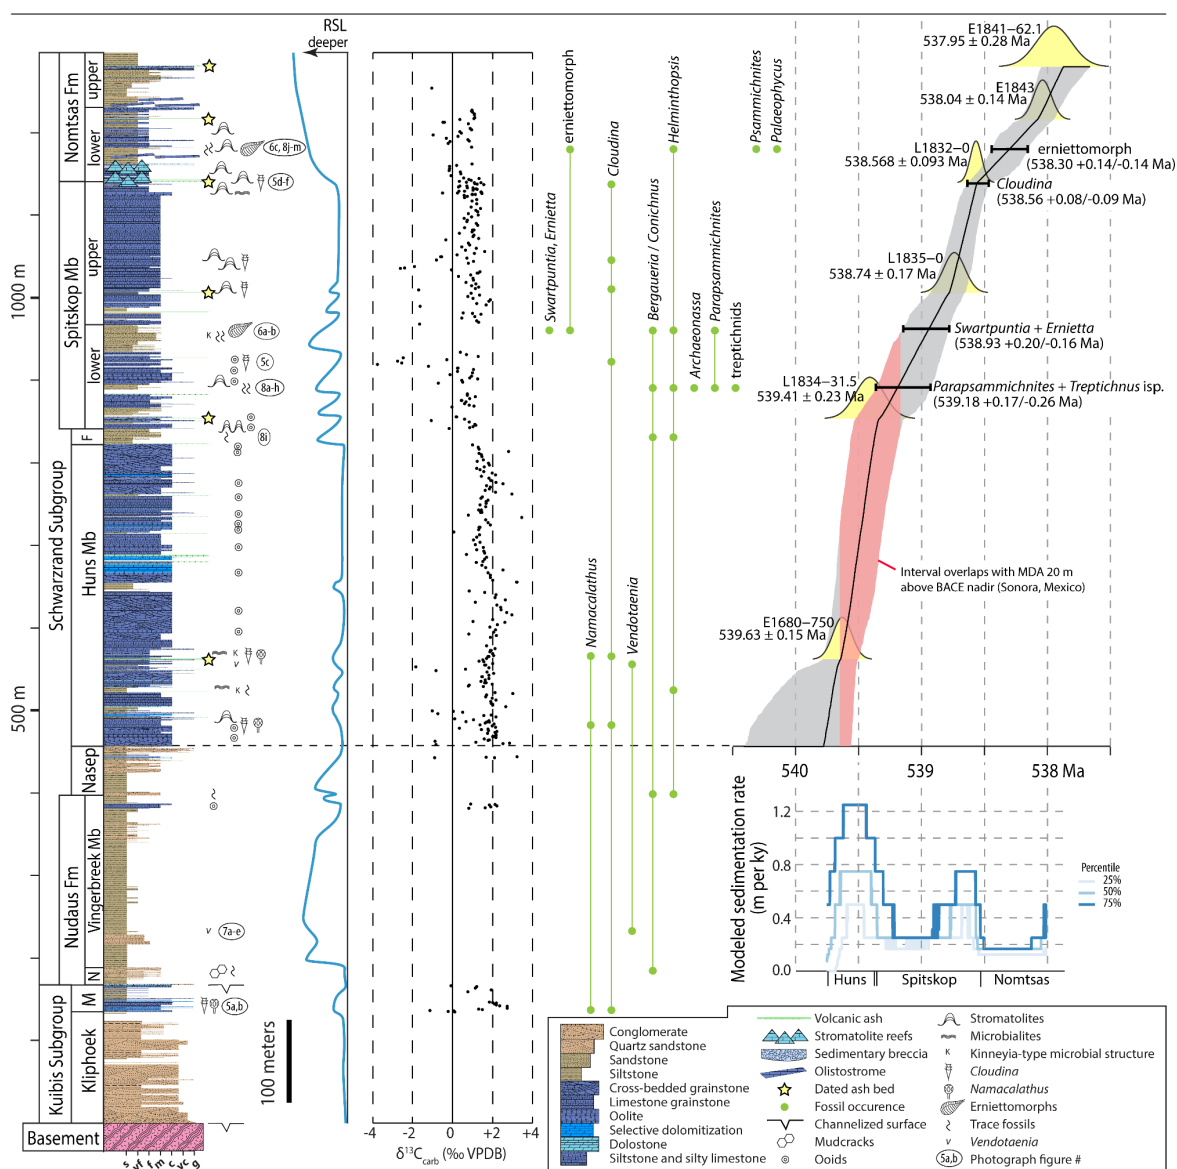 RSL
deeper
Nomtsas Fm
upper
lower
Schwarzrand Subgroup
Spitskop Mb
upper
lower
F
Huns Mb
Nasep
Nudaus Fm
Vingerbreek Mb
N
Kuibis Subgroup
M
Kliphoek
Basement
s
vf
f
m
c
vc
g
1000 m
500 m
100 meters
6c, 8j-m
5d-f
K
6a-b
5c
8a-h
8i
K
v
K
v
7a-e
5a,b
-4
-2
0
+2
+4
δ¹³Ccarb (‰ VPDB)
Swartpuntia, Ernietta
erniettomorph
Cloudina
Namacalathus
Vendotaenia
Bergaueria / Conichnus
Helminthopsis
Archaeonassa
Parapsammichnites
treptichnids
Psammichnites
Palaeophycus
E1841–62.1
537.95 ± 0.28 Ma
E1843
538.04 ± 0.14 Ma
L1832–0
538.568 ± 0.093 Ma
erniettomorph
(538.30 +0.14/-0.14 Ma)
Cloudina
(538.56 +0.08/-0.09 Ma)
L1835–0
538.74 ± 0.17 Ma
Swartpuntia + Ernietta
(538.93 +0.20/-0.16 Ma)
L1834–31.5
539.41 ± 0.23 Ma
Parapsammichnites + Treptichnus isp.
(539.18 +0.17/-0.26 Ma)
Interval overlaps with MDA 20 m
above BACE nadir (Sonora, Mexico)
E1680–750
539.63 ± 0.15 Ma
540
539
538 Ma
Modeled sedimentation rate
(m per ky)
1.2
0.8
0.4
0.0
Percentile
25%
50%
75%
Huns
Spitskop
Nomtsas
Conglomerate
Quartz sandstone
Sandstone
Siltstone
Cross-bedded grainstone
Limestone grainstone
Oolite
Selective dolomitization
Dolostone
Siltstone and silty limestone
Volcanic ash
Stromatolite reefs
Sedimentary breccia
Olistostrome
Dated ash bed
Fossil occurence
Channelized surface
Mudcracks
Ooids
Stromatolites
Microbialites
K Kinneyia-type microbial structure
Cloudina
Namacalathus
Erniettomorphs
Trace fossils
v Vendotaenia
5a,b Photograph figure #